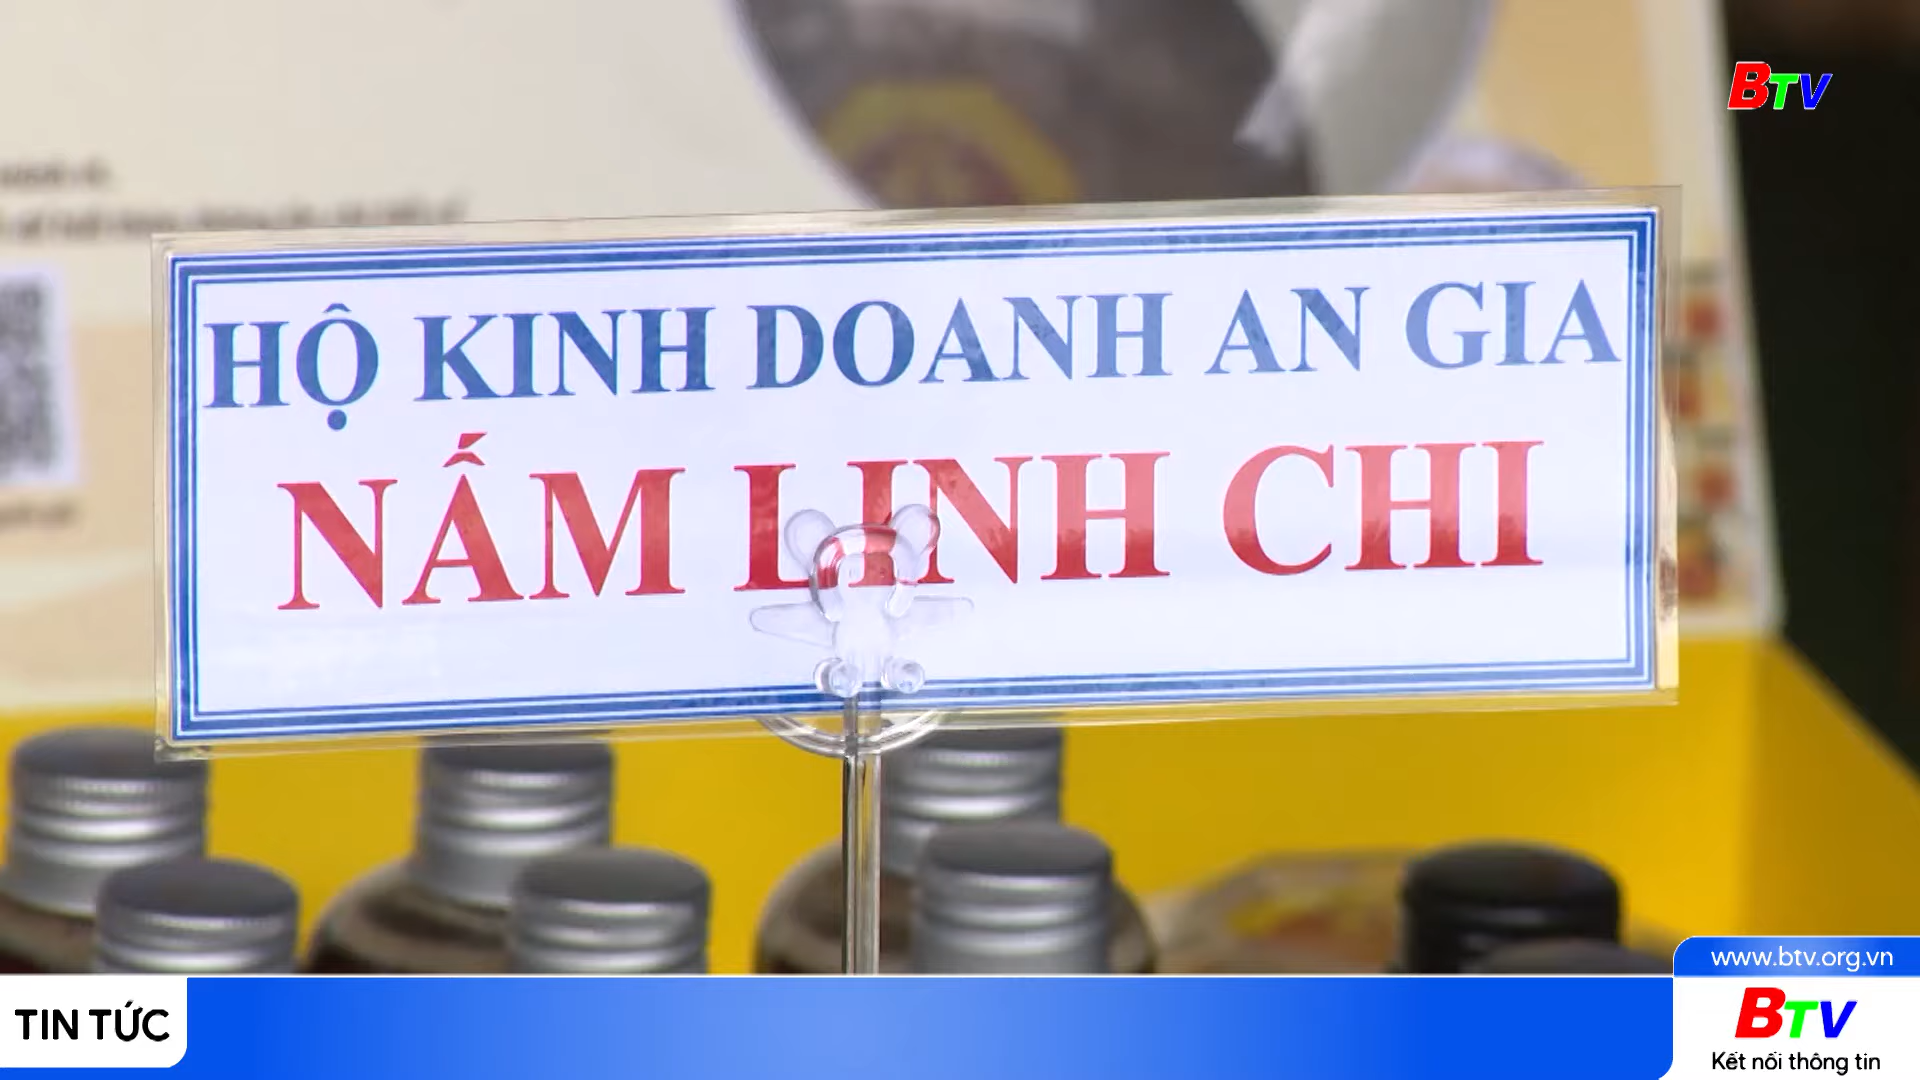 BTV
HỘ KINH DOANH AN GIA
NẤM LINH CHI
www.btv.org.vn
TIN TỨC
BTV
Kết nối thông tin